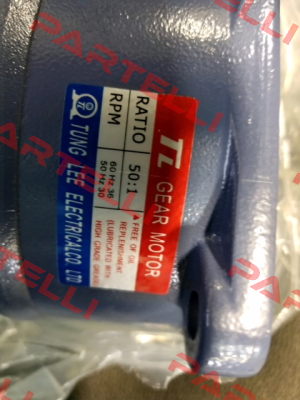 TL GEAR MOTOR
RATIO 50:1
RPM 60 Hz 36
50 Hz 30
▲ FREE OF OIL
REPLENISHMENT
(LUBRICATED WITH
HIGH GRADE GREASE
TUNG LEE ELECTRICAL CO. LTD
PARTELLI
PARTELLI
PARTELLI
PARTELLI